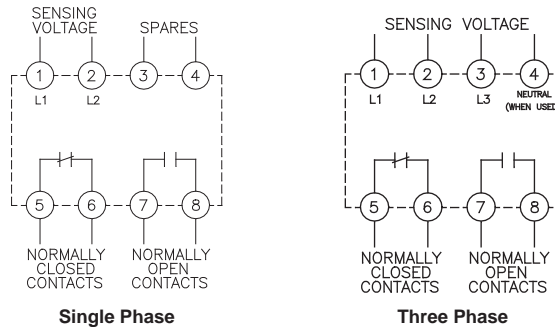 SENSING
VOLTAGE
SPARES
1 2 3 4
L1 L2
5 6 7 8
NORMALLY
CLOSED
CONTACTS
NORMALLY
OPEN
CONTACTS
Single Phase
SENSING VOLTAGE
1 2 3 4
L1 L2 L3 NEUTRAL
(WHEN USED
5 6 7 8
NORMALLY
CLOSED
CONTACTS
NORMALLY
OPEN
CONTACTS
Three Phase